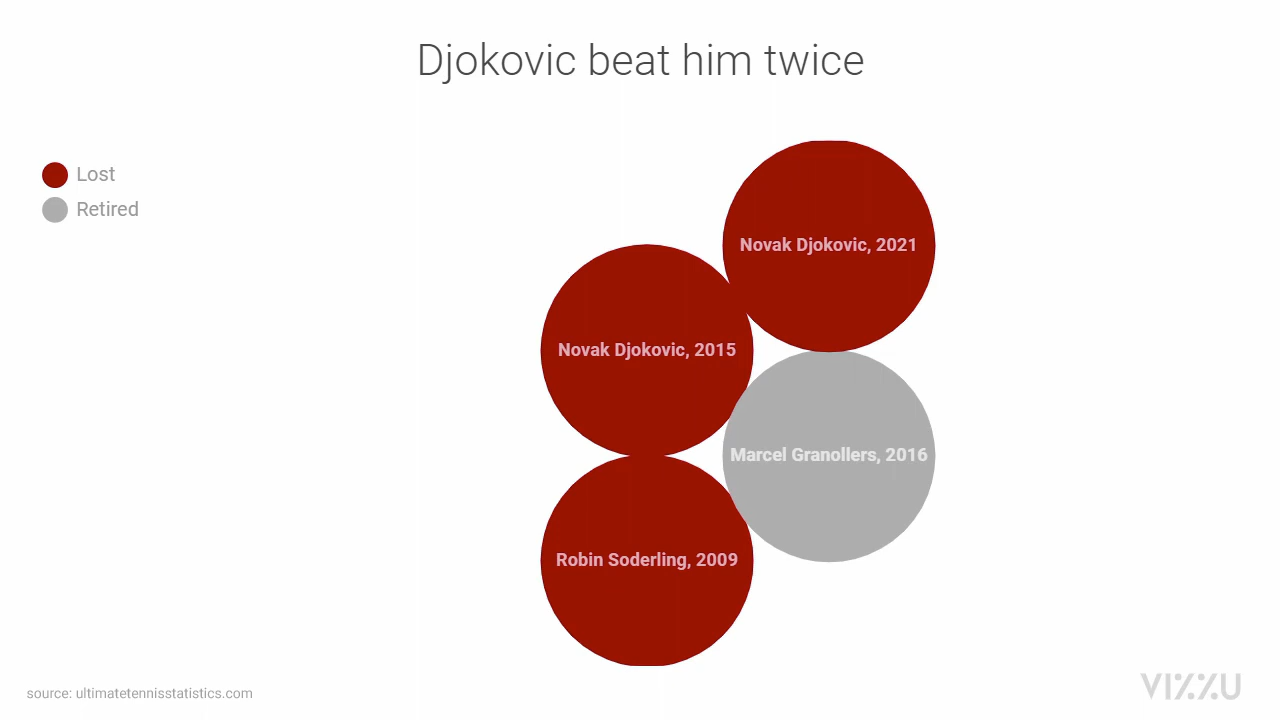 Djokovic beat him twice
Lost
Retired
Novak Djokovic, 2021
Novak Djokovic, 2015
Marcel Granollers, 2016
Robin Soderling, 2009
source: ultimatetennisstatistics.com
VIZZU